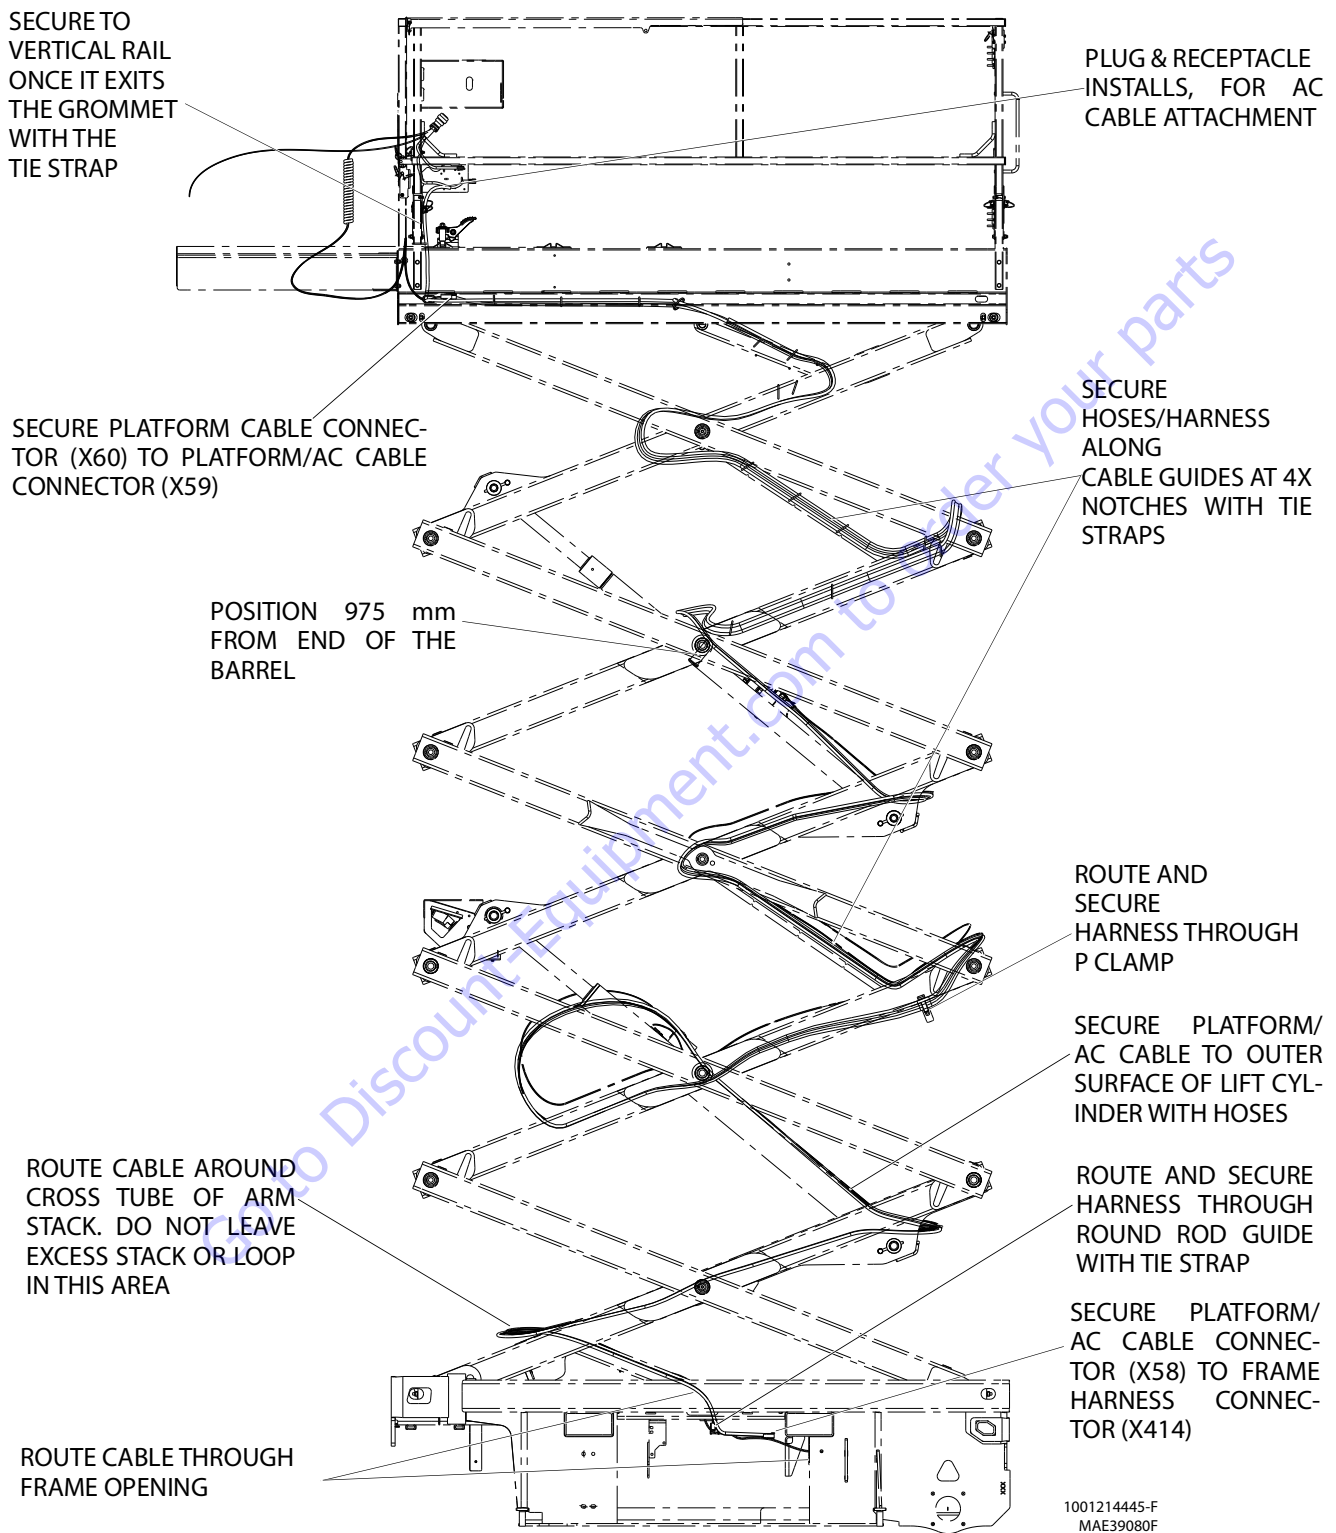 SECURE TO
VERTICAL RAIL
ONCE IT EXITS
THE GROMMET
WITH THE
TIE STRAP
PLUG & RECEPTACLE
INSTALLS, FOR AC
CABLE ATTACHMENT
SECURE PLATFORM CABLE CONNEC-
TOR (X60) TO PLATFORM/AC CABLE
CONNECTOR (X59)
SECURE
HOSES/HARNESS
ALONG
CABLE GUIDES AT 4X
NOTCHES WITH TIE
STRAPS
POSITION 975 mm
FROM END OF THE
BARREL
ROUTE AND
SECURE
HARNESS THROUGH
P CLAMP
SECURE PLATFORM/
AC CABLE TO OUTER
SURFACE OF LIFT CYL-
INDER WITH HOSES
ROUTE CABLE AROUND
CROSS TUBE OF ARM
STACK. DO NOT LEAVE
EXCESS STACK OR LOOP
IN THIS AREA
ROUTE AND SECURE
HARNESS THROUGH
ROUND ROD GUIDE
WITH TIE STRAP
SECURE PLATFORM/
AC CABLE CONNEC-
TOR (X58) TO FRAME
HARNESS CONNEC-
TOR (X414)
ROUTE CABLE THROUGH
FRAME OPENING
XXX
1001214445-F
MAE39080F
Go to Discount-Equipment.com to order your parts